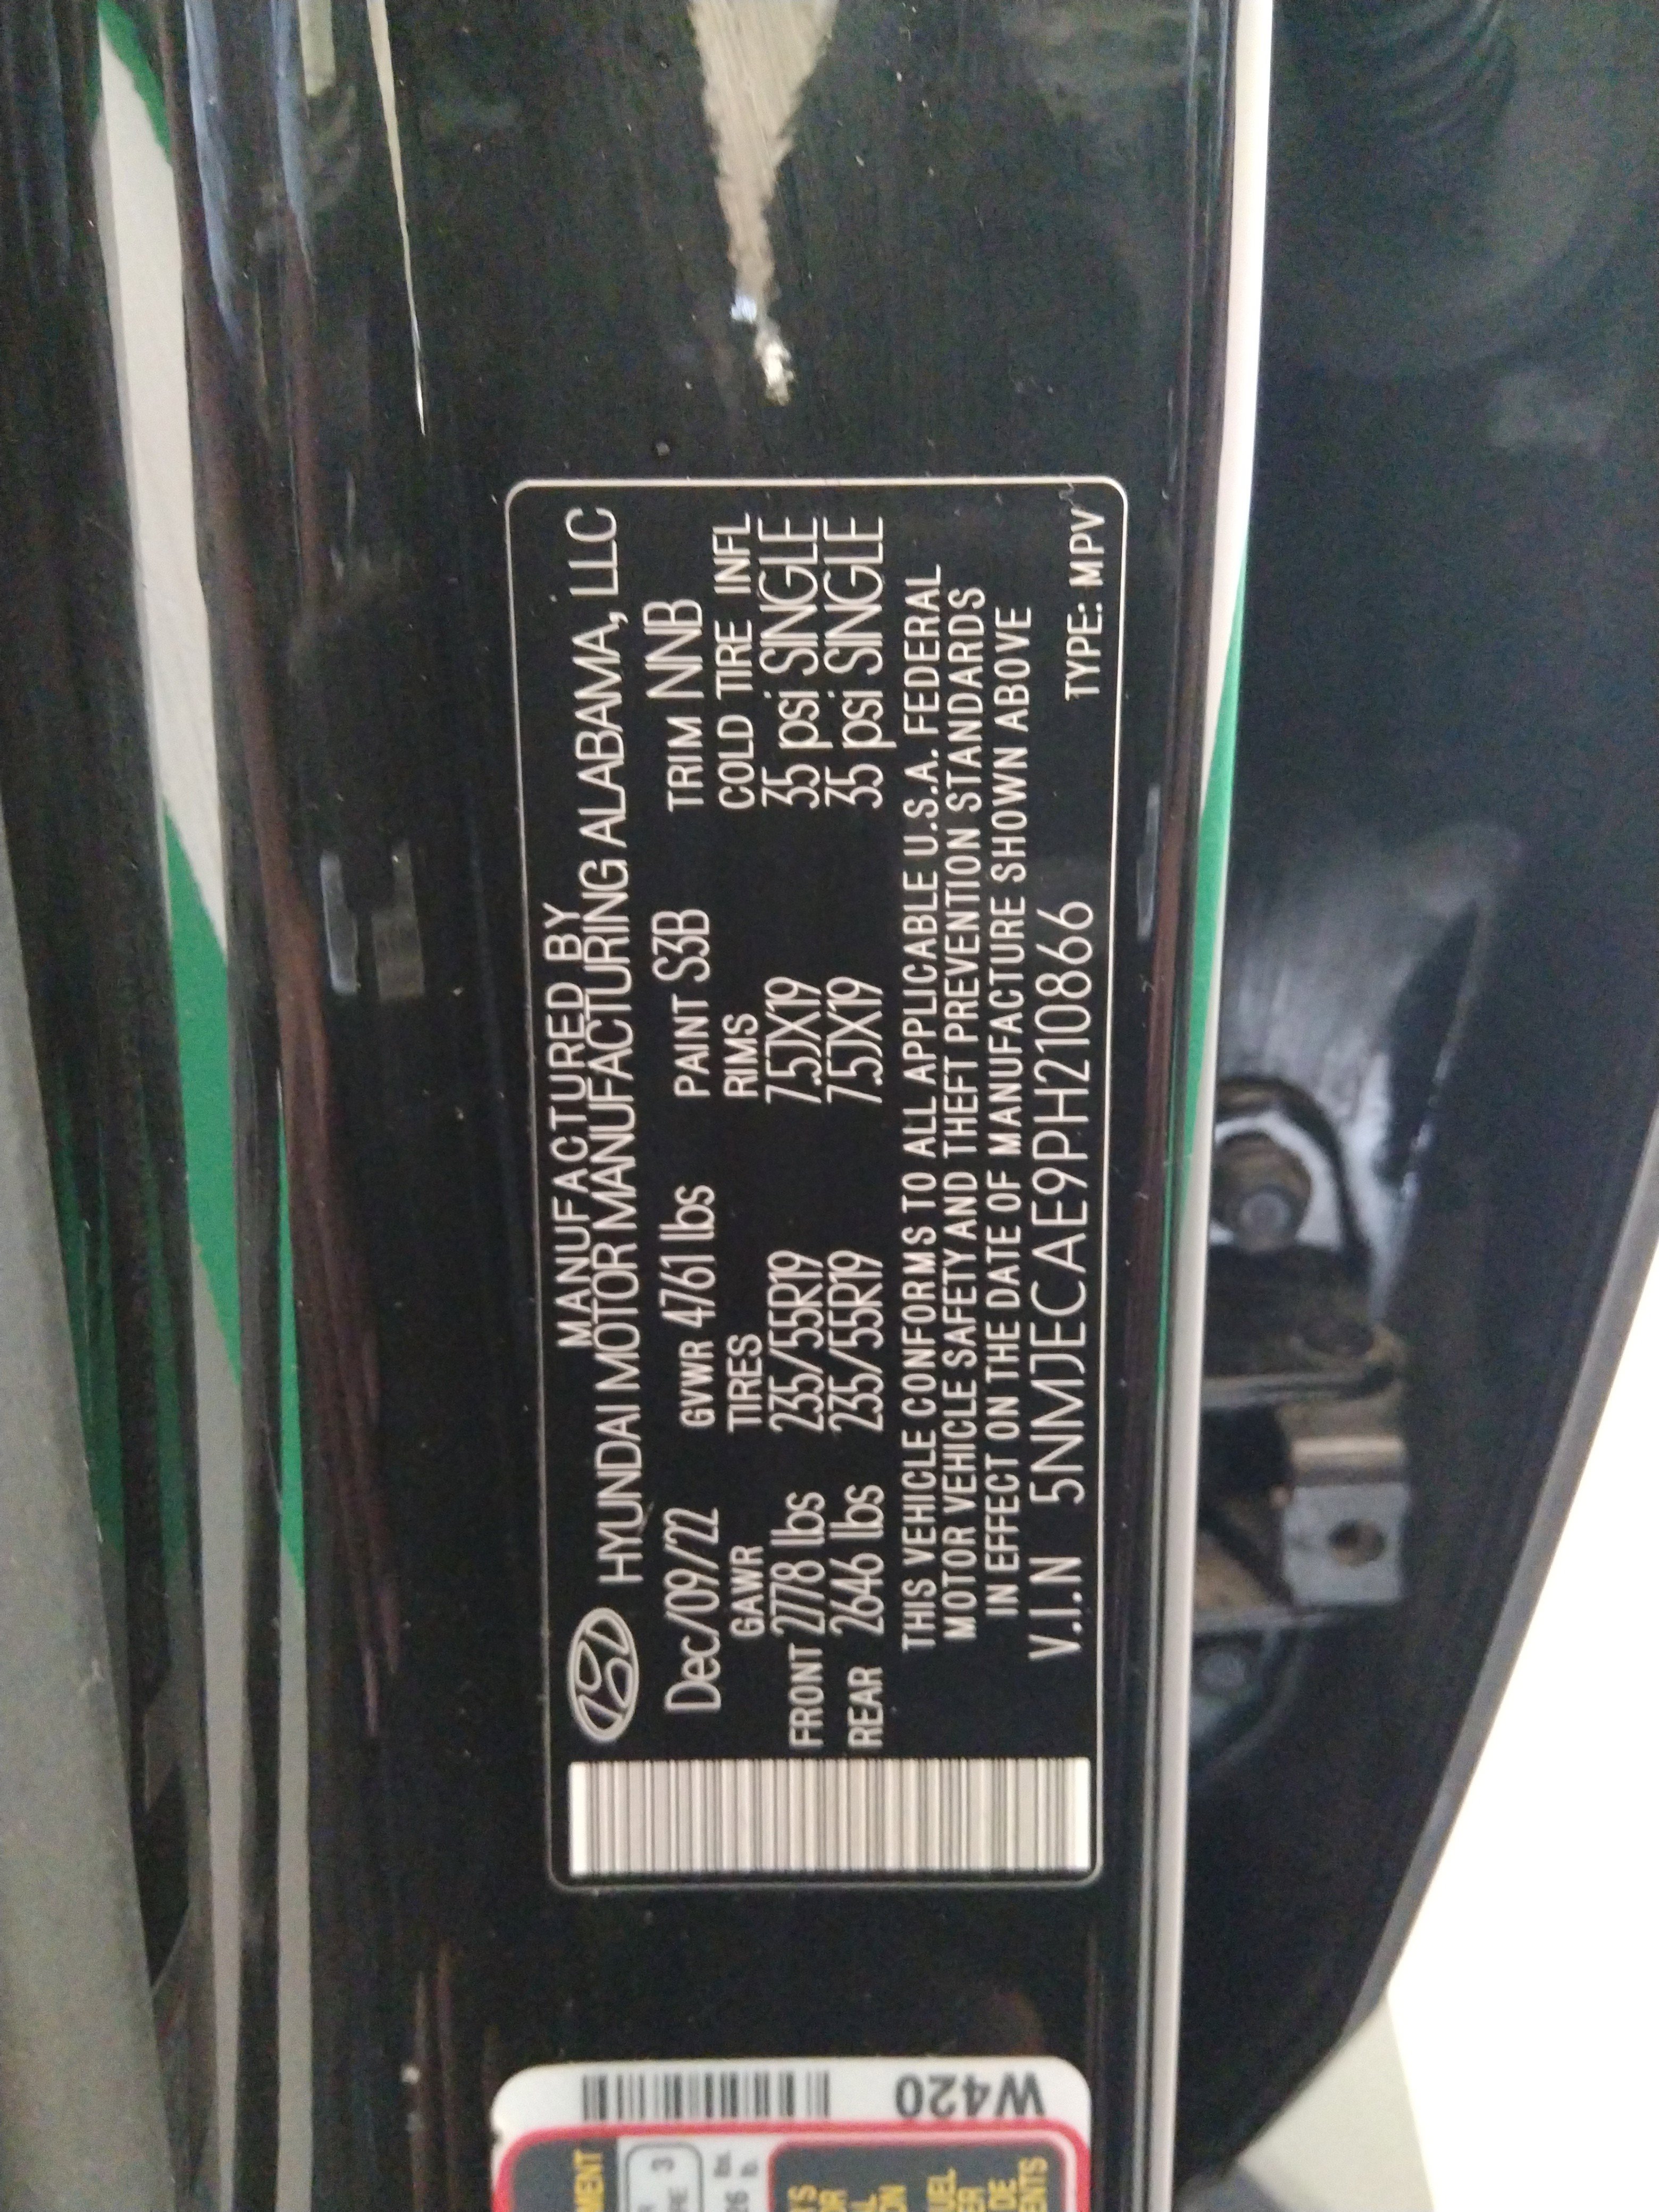 MANUFACTURED BY
HYUNDAI MOTOR MANUFACTURING ALABAMA, LLC
Dec/09/22 GVWR 4761 lbs PAINT S3B TRIM NNB
GAWR TIRES RIMS COLD TIRE INFL
FRONT 2778 lbs 235/55R19 7.5JX19 35 psi SINGLE
REAR 2646 lbs 235/55R19 7.5JX19 35 psi SINGLE
THIS VEHICLE CONFORMS TO ALL APPLICABLE U.S.A. FEDERAL
MOTOR VEHICLE SAFETY AND THEFT PREVENTION STANDARDS
IN EFFECT ON THE DATE OF MANUFACTURE SHOWN ABOVE
V.I.N 5NMJECAE9PH210866 TYPE: MPV
W420